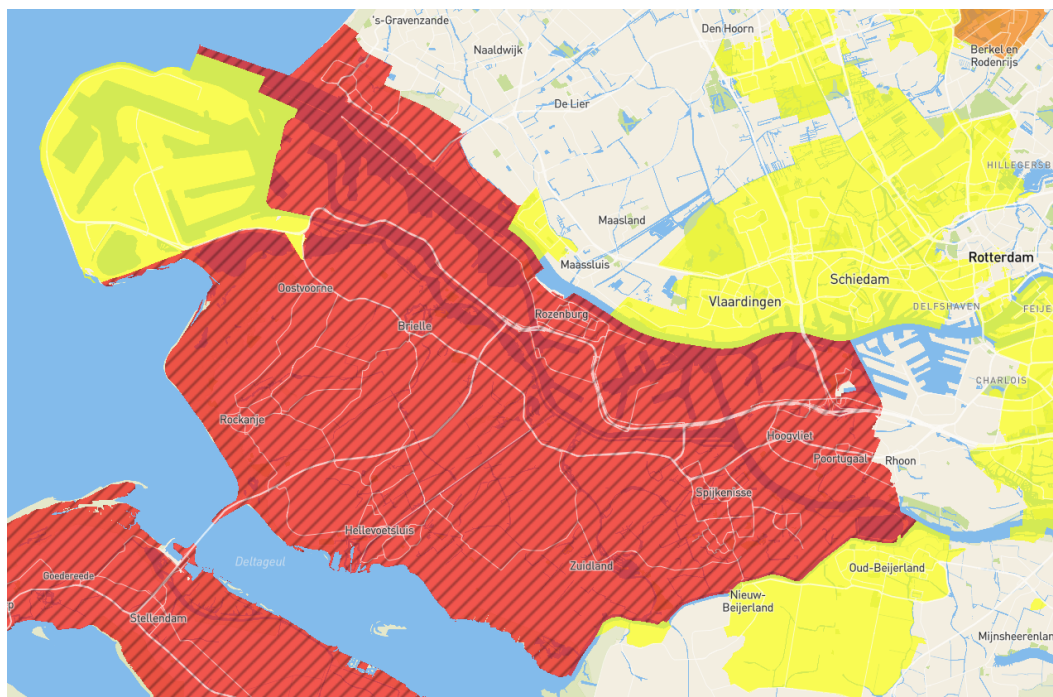 's-Gravenzande
Naaldwijk
Den Hoorn
Berkel en
Rodenrijs
De Lier
HILLEGERSB
Maasland
Maassluis
Rotterdam
Schiedam
Vlaardingen
DELFSHAVEN
FEIJE
Oostvoorne
Brielle
Rozenburg
CHARLOIS
Rockanje
Hoogvliet
Poortugaal
Rhoon
Spijkenisse
Hellevoetsluis
Deltageul
Zuidland
Oud-Beijerland
Goedereede
Nieuw-
Beijerland
p
Stellendam
Mijnsheerenlan